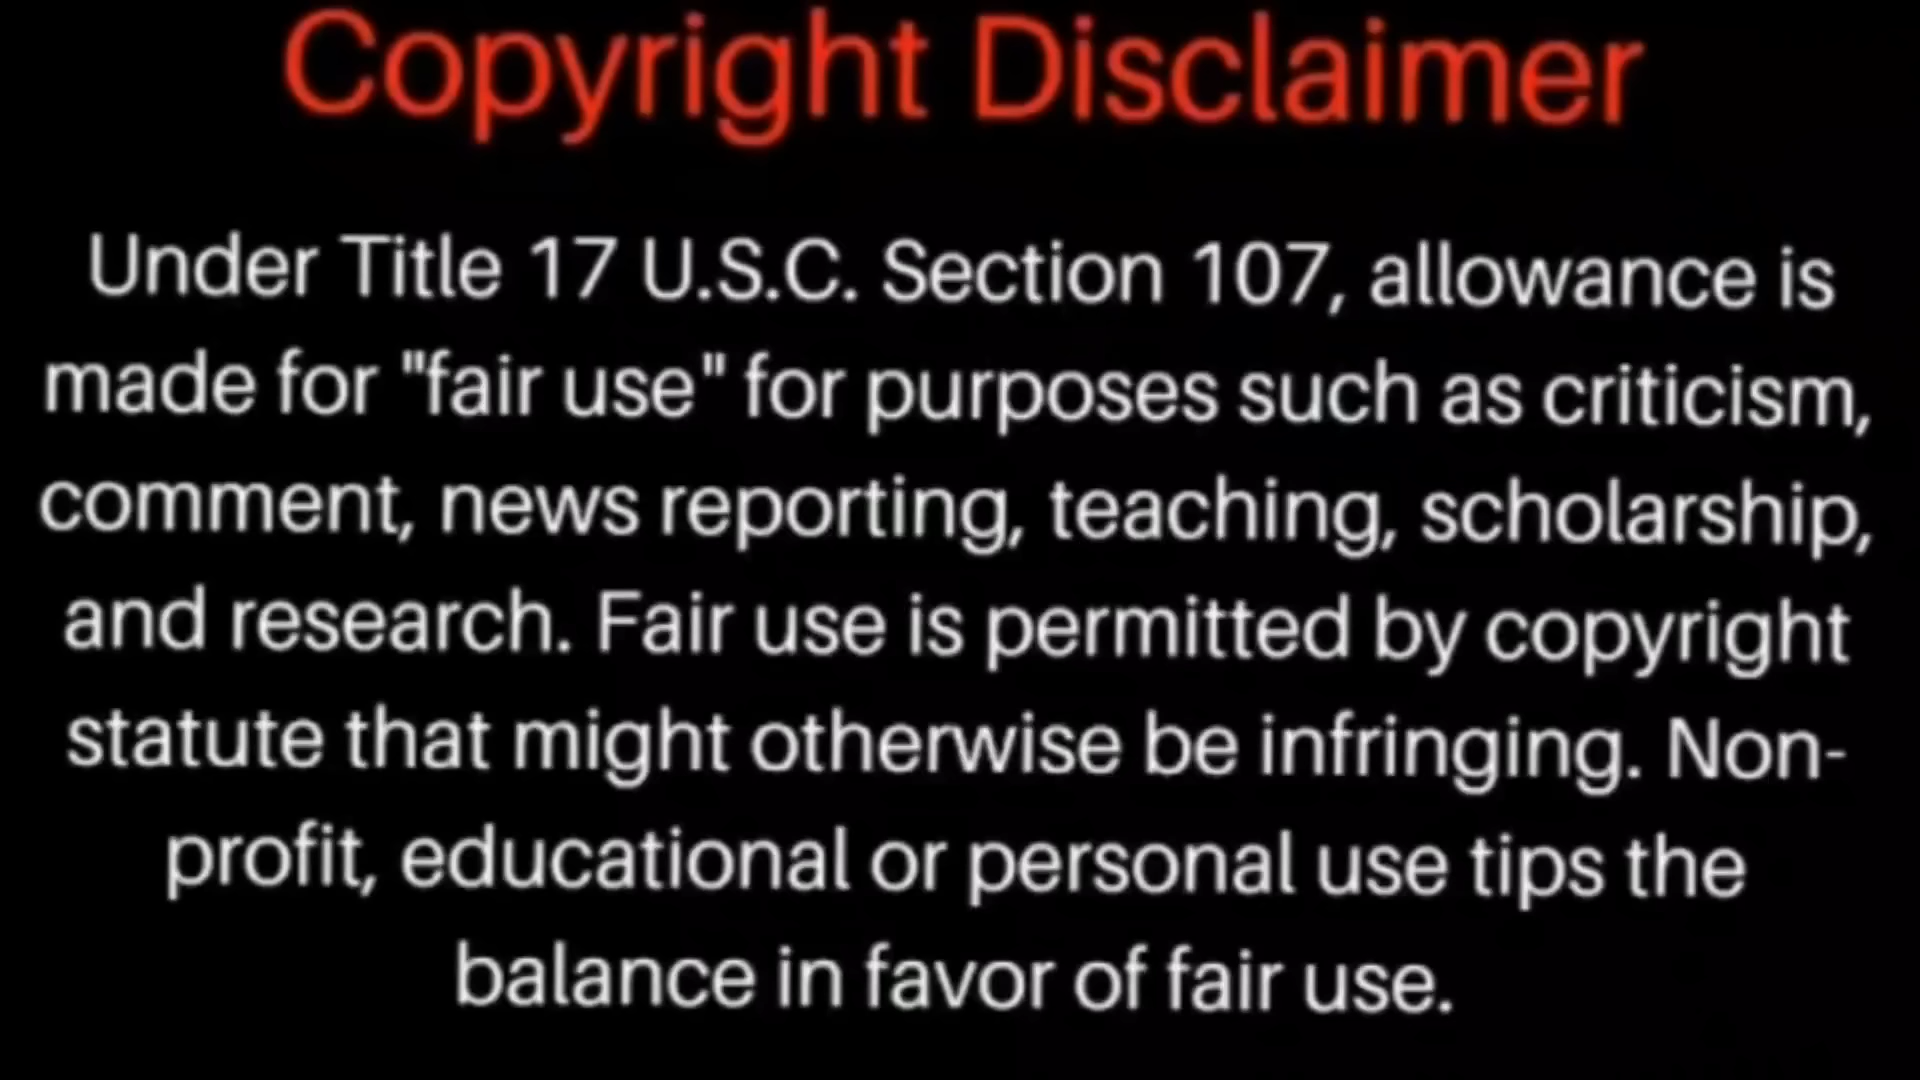 Copyright Disclaimer
Under Title 17 U.S.C. Section 107, allowance is
made for "fair use" for purposes such as criticism,
comment, news reporting, teaching, scholarship,
and research. Fair use is permitted by copyright
statute that might otherwise be infringing. Non-
profit, educational or personal use tips the
balance in favor of fair use.